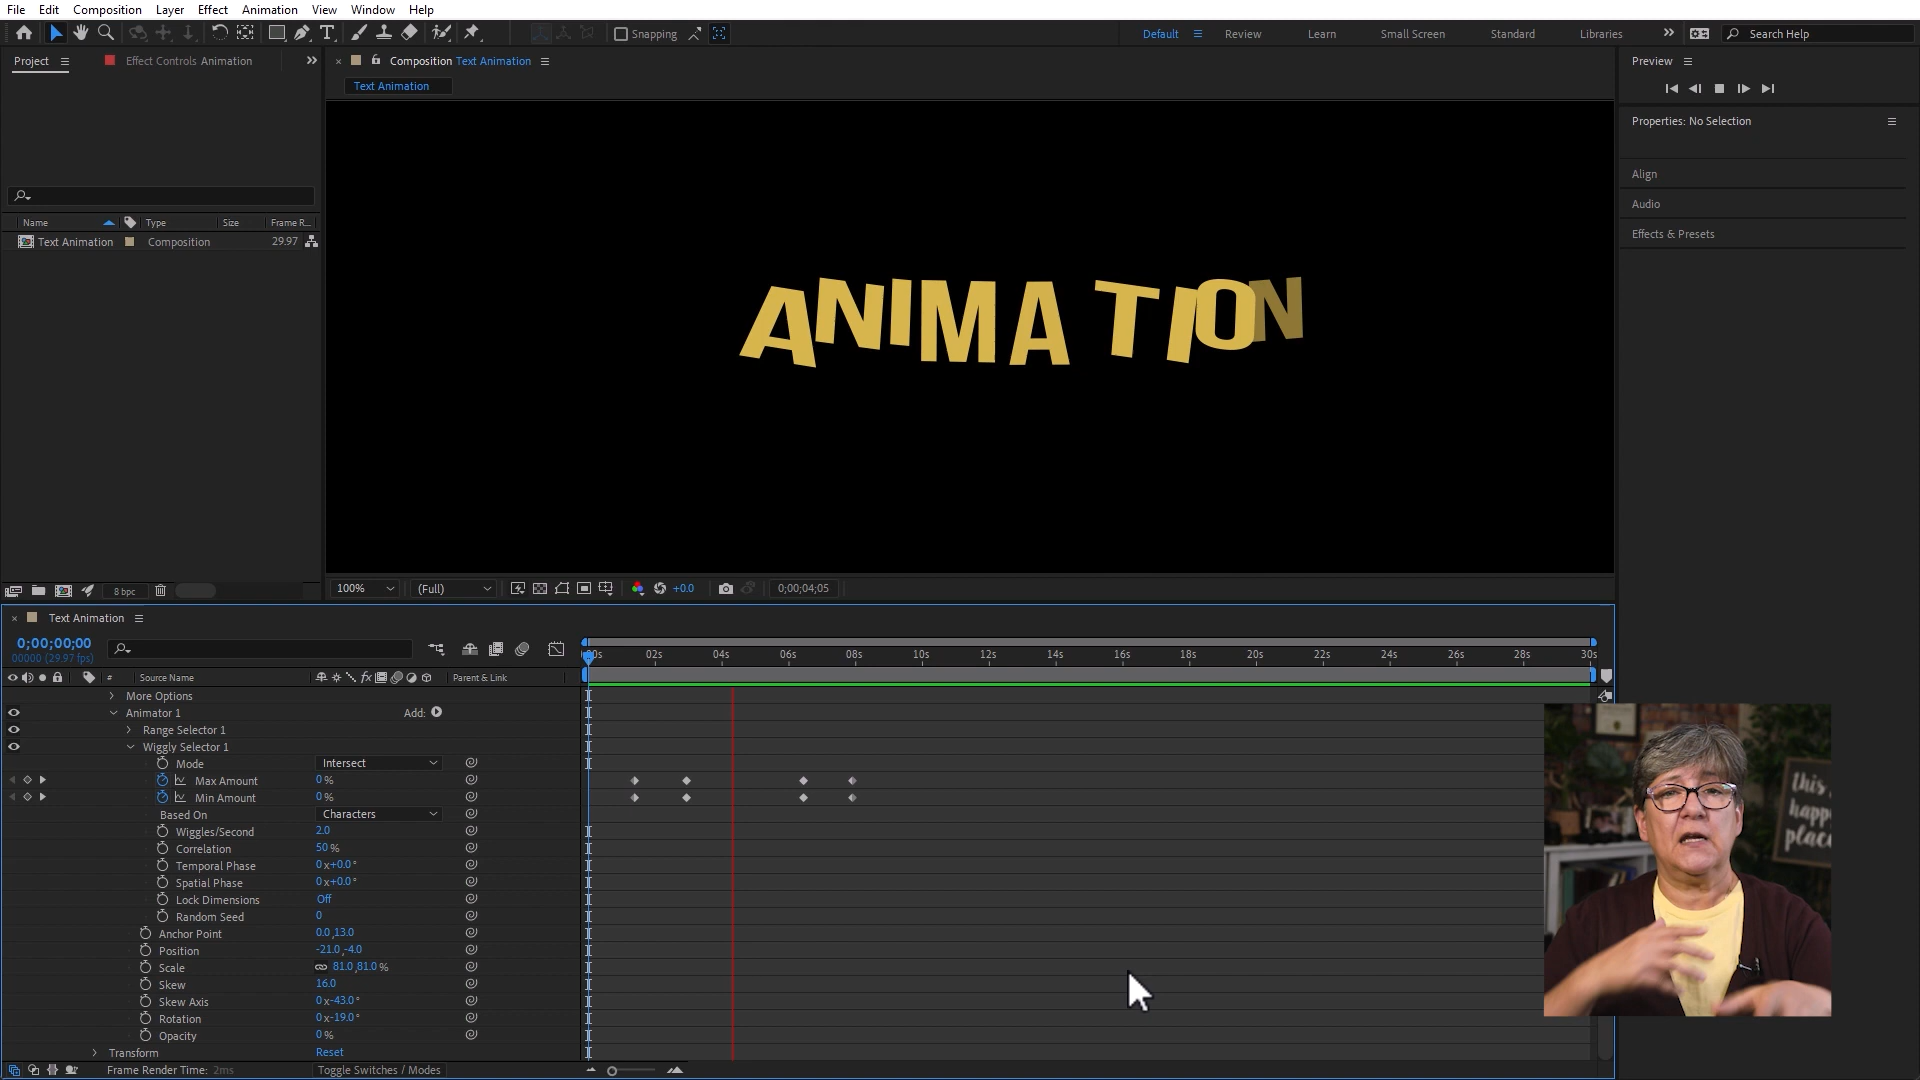 File Edit Composition Layer Effect Animation View Window Help
Snapping
Default Review Learn Small Screen Standard Libraries Search Help
Project Effect Controls Animation
Composition Text Animation
Text Animation
Preview
Properties: No Selection
Align
Audio
Effects & Presets
Name Type Size Frame R...
Text Animation Composition 29.97
ANIMATION
8 bpc
100% (Full) +0.0 0;00;04;05
Text Animation
0;00;00;00
00000 (29.97 fps)
00s 02s 04s 06s 08s 10s 12s 14s 16s 18s 20s 22s 24s 26s 28s 30s
# Source Name Parent & Link
More Options
Animator 1 Add:
Range Selector 1
Wiggly Selector 1
Mode Intersect
Max Amount 0 %
Min Amount 0 %
Based On Characters
Wiggles/Second 2.0
Correlation 50 %
Temporal Phase 0 x+0.0°
Spatial Phase 0 x+0.0°
Lock Dimensions Off
Random Seed 0
Anchor Point 0.0,13.0
Position -21.0,-4.0
Scale 81.0,81.0 %
Skew 16.0
Skew Axis 0 x-43.0°
Rotation 0 x-19.0°
Opacity 0 %
Transform Reset
Frame Render Time: 2ms Toggle Switches / Modes
this
happy
place